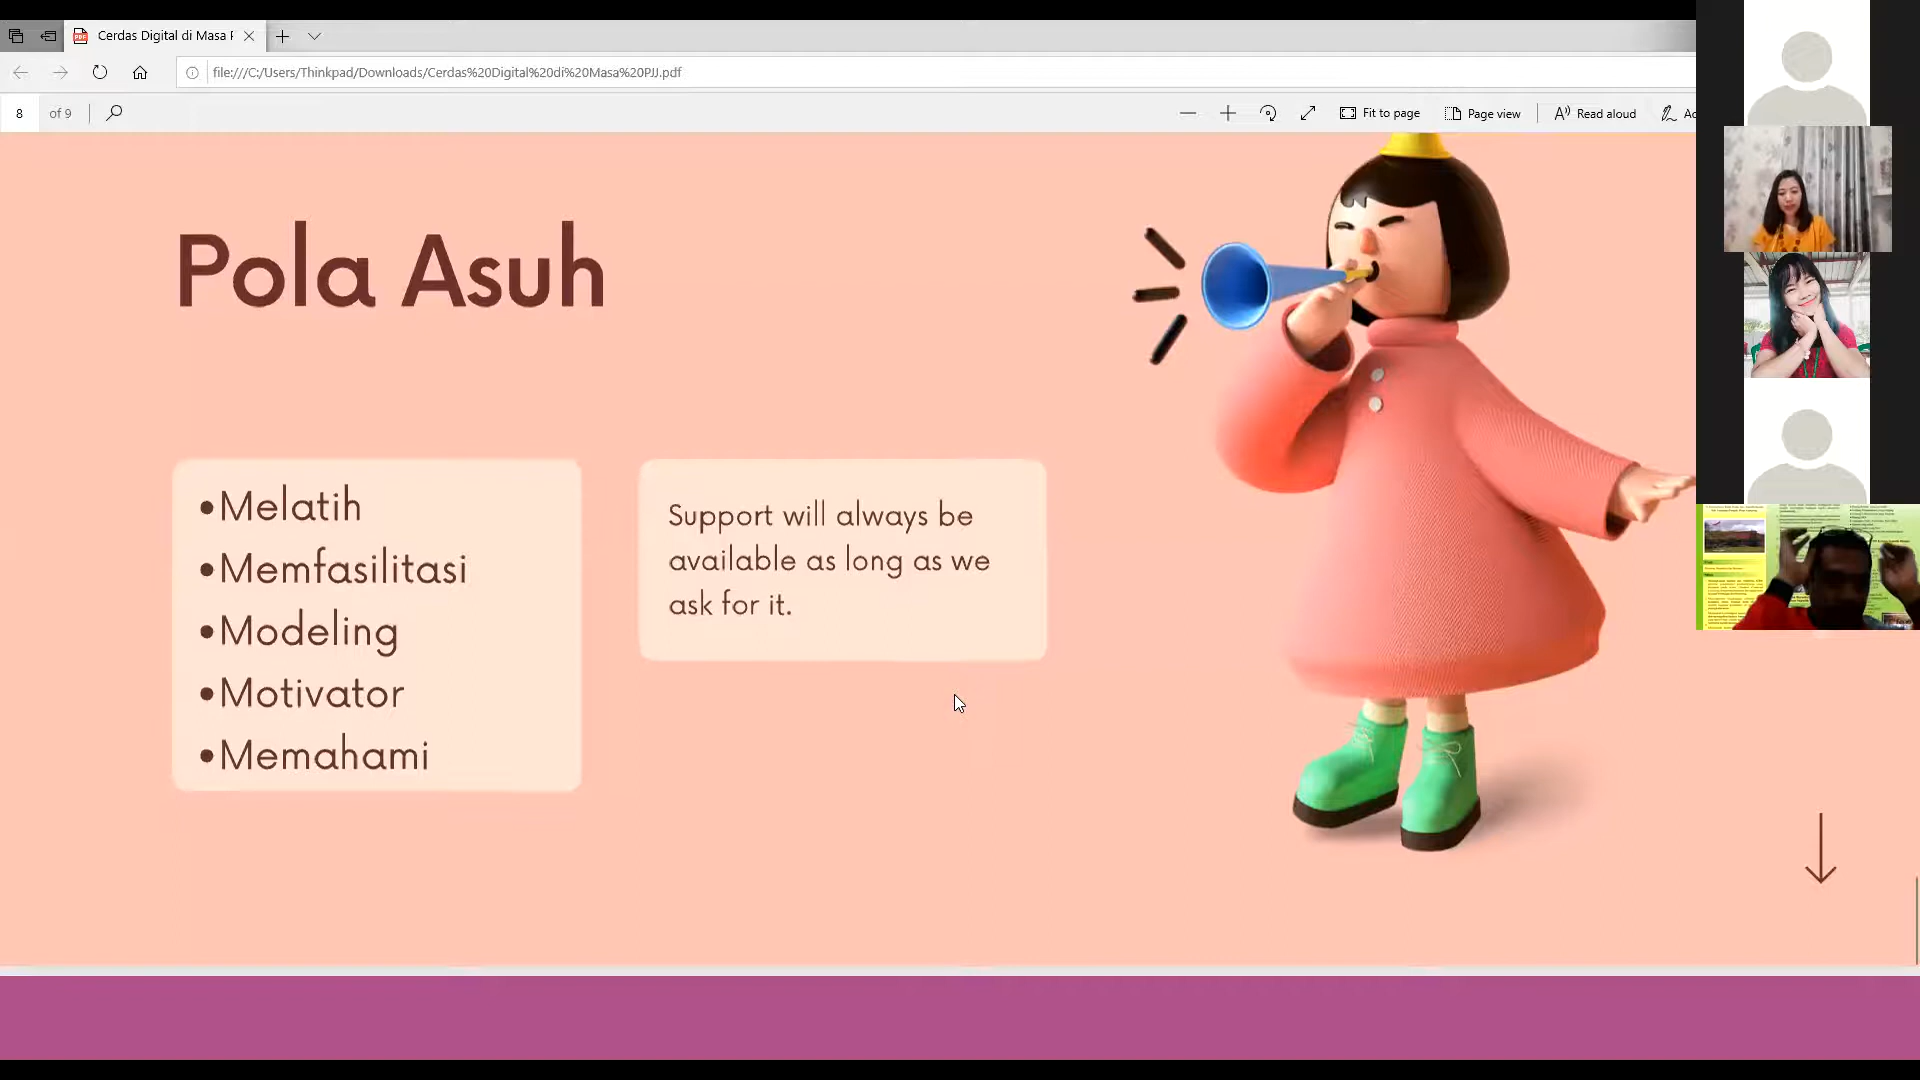 Cerdas Digital di Masa F
file:///C:/Users/Thinkpad/Downloads/Cerdas%20Digital%20di%20Masa%20PJJ.pdf
8 of 9
Fit to page
Page view
Read aloud
Pola Asuh
•Melatih
•Memfasilitasi
•Modeling
•Motivator
•Memahami
Support will always be
available as long as we
ask for it.